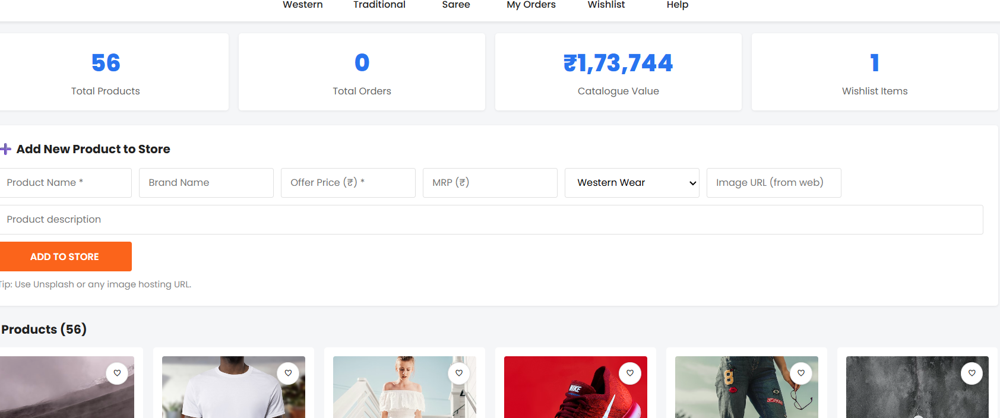 Western Traditional Saree My Orders Wishlist Help
56 0 ₹1,73,744 1
Total Products Total Orders Catalogue Value Wishlist Items
Add New Product to Store
Product Name * Brand Name Offer Price (₹) * MRP (₹) Western Wear Image URL (from web)
Product description
ADD TO STORE
Tip: Use Unsplash or any image hosting URL.
Products (56)
8
NIKE